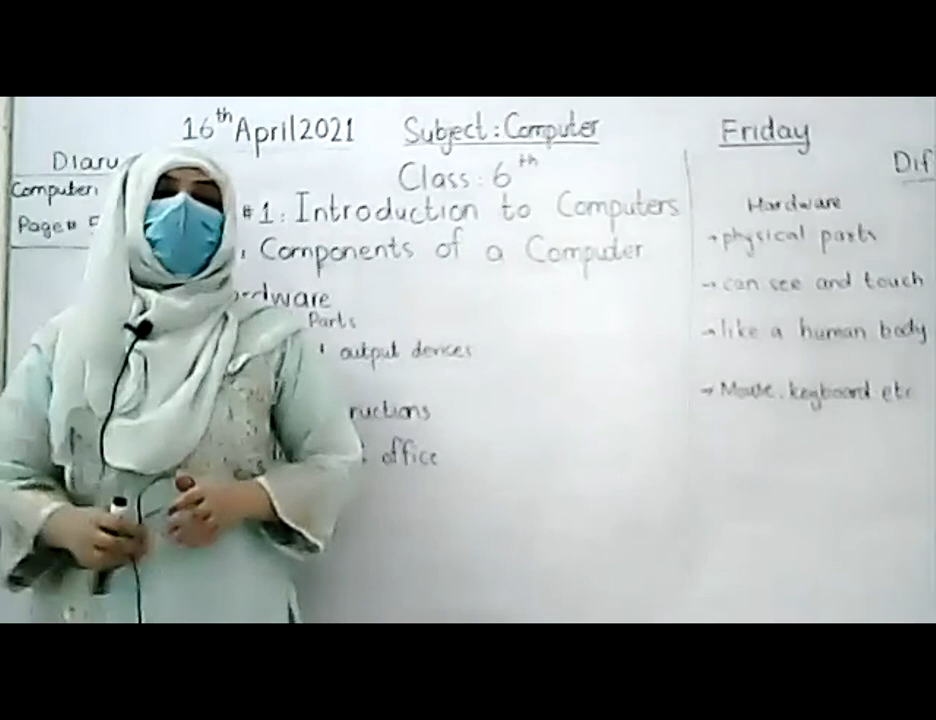 16th April 2021 Subject: Computer Friday
Diary
Class: 6th
Dif
Computer:
Page#
#1: Introduction to Computers
Components of a Computer
rdware
Parts
output devices
ructions
office
Hardware
→physical parts
→can see and touch
→like a human body
→Mouse, keyboard etc